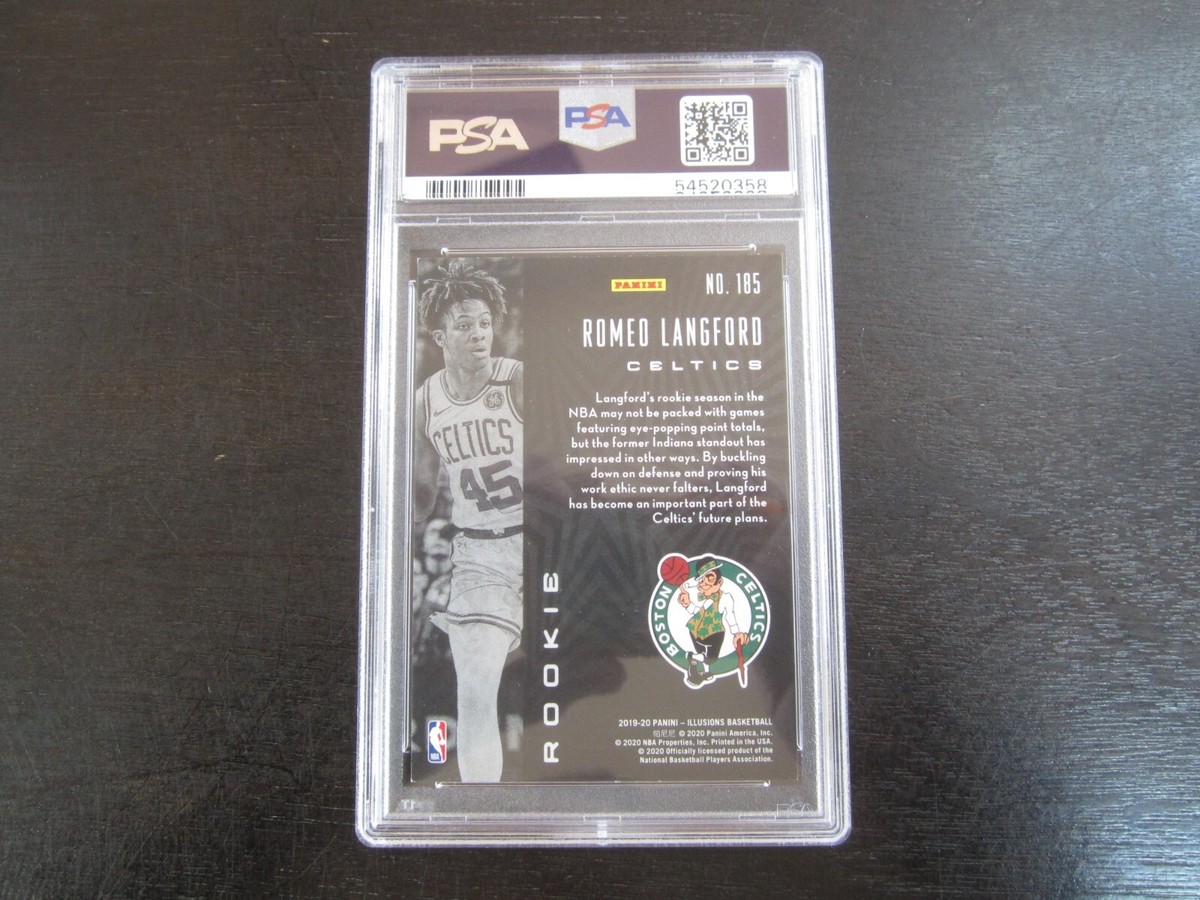 PSA
PSA
54520358
PANINI
NO. 185
ROMEO LANGFORD
CELTICS
Langford's rookie season in the
NBA may not be packed with games
featuring eye-popping point totals,
but the former Indiana standout has
impressed in other ways. By buckling
down on defense and proving his
work ethic never falters, Langford
has become an important part of the
Celtics' future plans.
CELTICS
45
ROOKIE
BOSTON CELTICS
NBA
2019-20 PANINI – ILLUSIONS BASKETBALL
帕尼尼 © 2020 Panini America, Inc.
© 2020 NBA Properties, Inc. Printed in the USA.
© 2020 Officially licensed product of the
National Basketball Players Association.
PSA